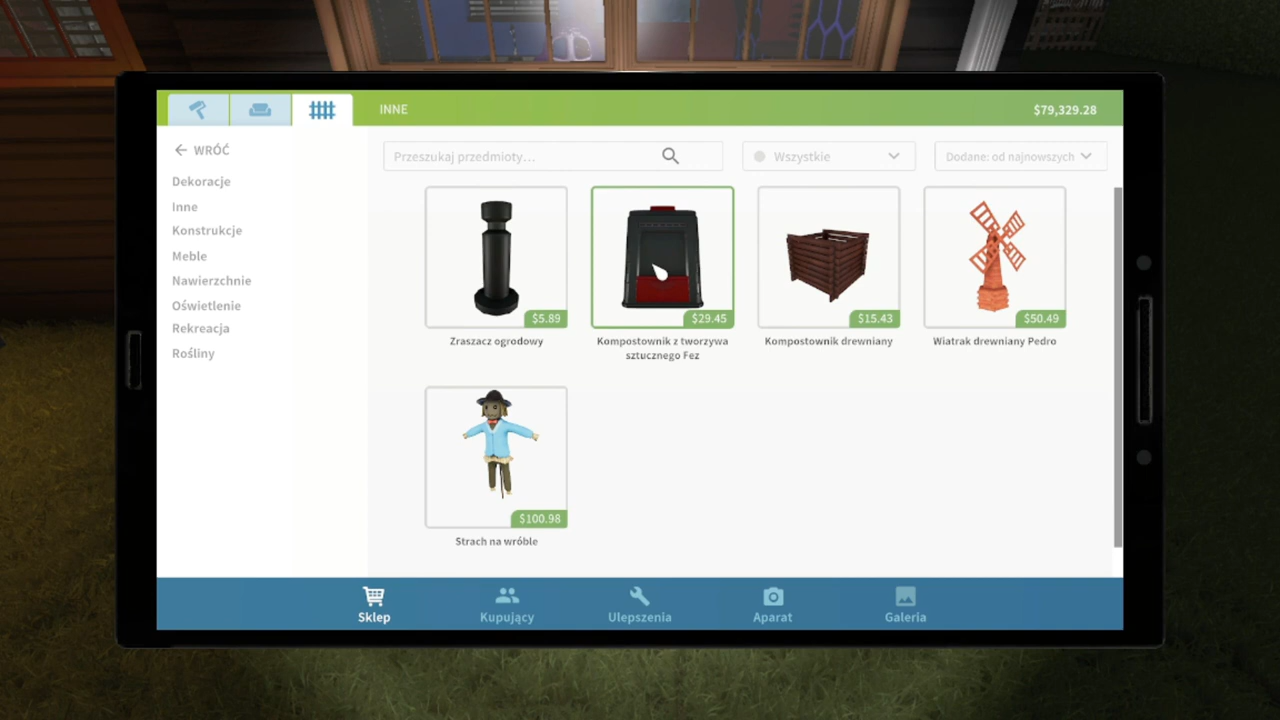 INNE
$79,329.28
WRÓĆ
Przeszukaj przedmioty...
Wszystkie
Dodane: od najnowszych
Dekoracje
Inne
Konstrukcje
Meble
Nawierzchnie
Oświetlenie
Rekreacja
Rośliny
$5.89
$29.45
$15.43
$50.49
Zraszacz ogrodowy
Kompostownik z tworzywa
sztucznego Fez
Kompostownik drewniany
Wiatrak drewniany Pedro
$100.98
Strach na wróble
Sklep
Kupujący
Ulepszenia
Aparat
Galeria